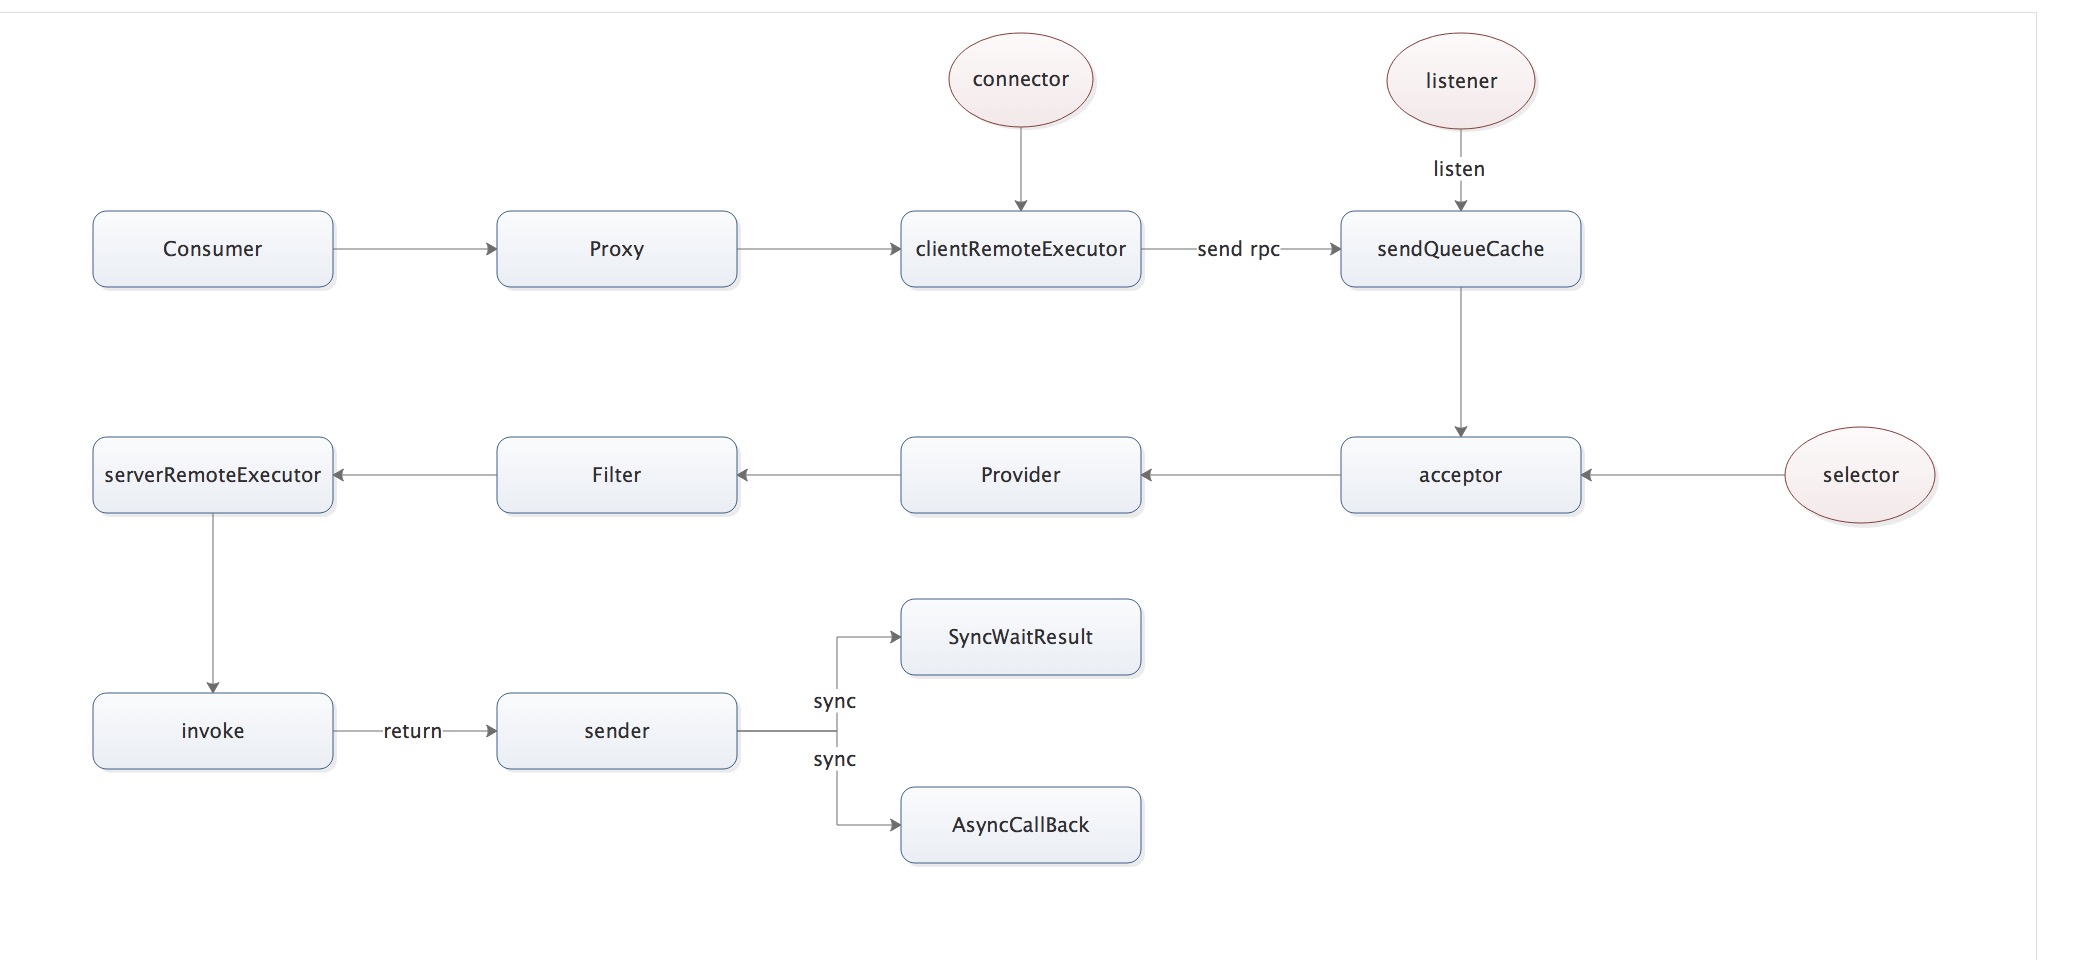 connector
listener
listen
Consumer
Proxy
clientRemoteExecutor
send rpc
sendQueueCache
serverRemoteExecutor
Filter
Provider
acceptor
selector
SyncWaitResult
sync
invoke
return
sender
sync
AsyncCallBack